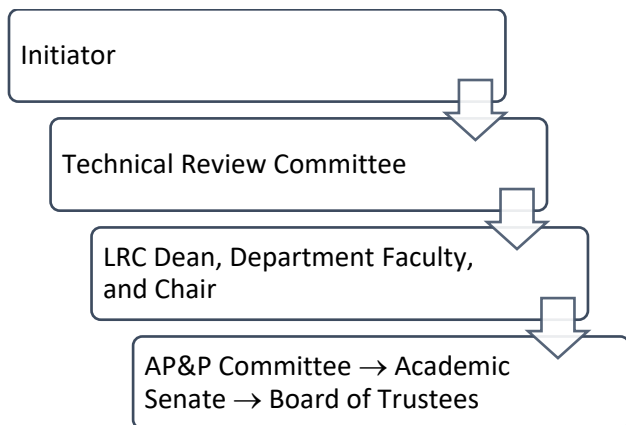 Initiator
Technical Review Committee
LRC Dean, Department Faculty,
and Chair
AP&P Committee → Academic
Senate → Board of Trustees